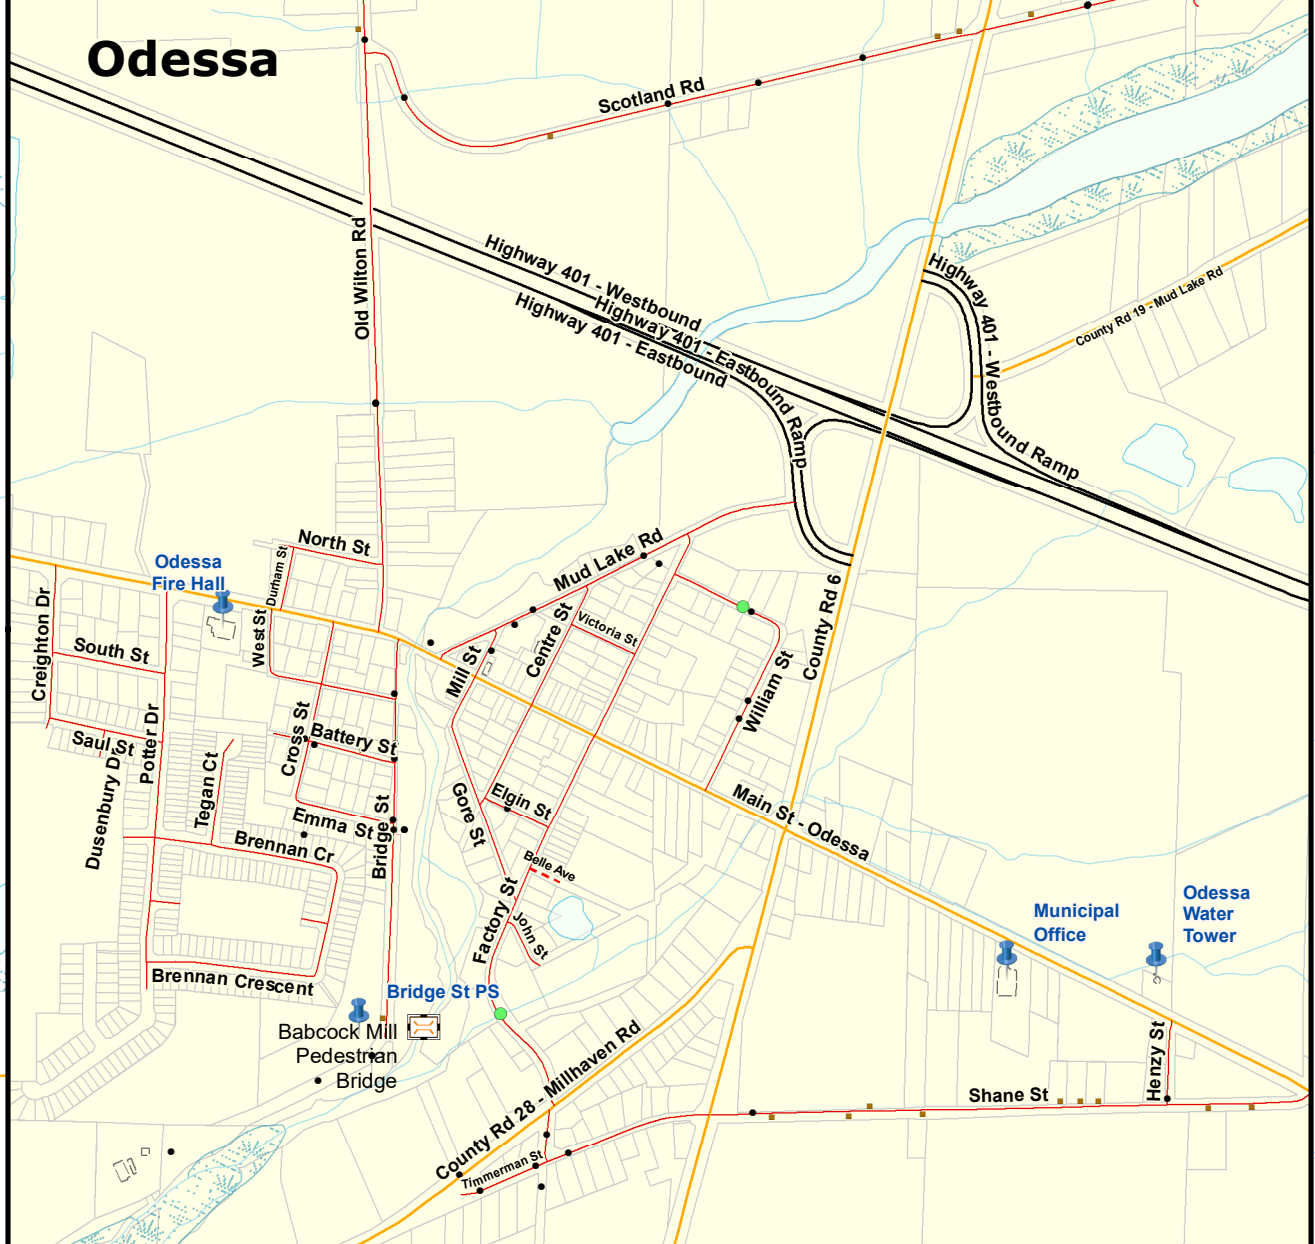 Odessa
Scotland Rd
Old Wilton Rd
Highway 401 - Westbound
Highway 401 - Eastbound Ramp
Highway 401 - Eastbound
Highway 401 - Westbound Ramp
County Rd 19 - Mud Lake Rd
North St
Mud Lake Rd
Odessa
Fire Hall
Durham St
West St
Creighton Dr
South St
Centre St
Victoria St
Mill St
County Rd 6
William St
Saul St
Potter Dr
Dusenbury Dr
Tegan Ct
Cross St
Battery St
Emma St
Bridge St
Brennan Cr
Gore St
Elgin St
Main St - Odessa
Belle Ave
Factory St
John St
Municipal
Office
Odessa
Water
Tower
Brennan Crescent
Bridge St PS
Babcock Mill
Pedestrian
Bridge
County Rd 28 - Millhaven Rd
Henzy St
Shane St
Timmerman St